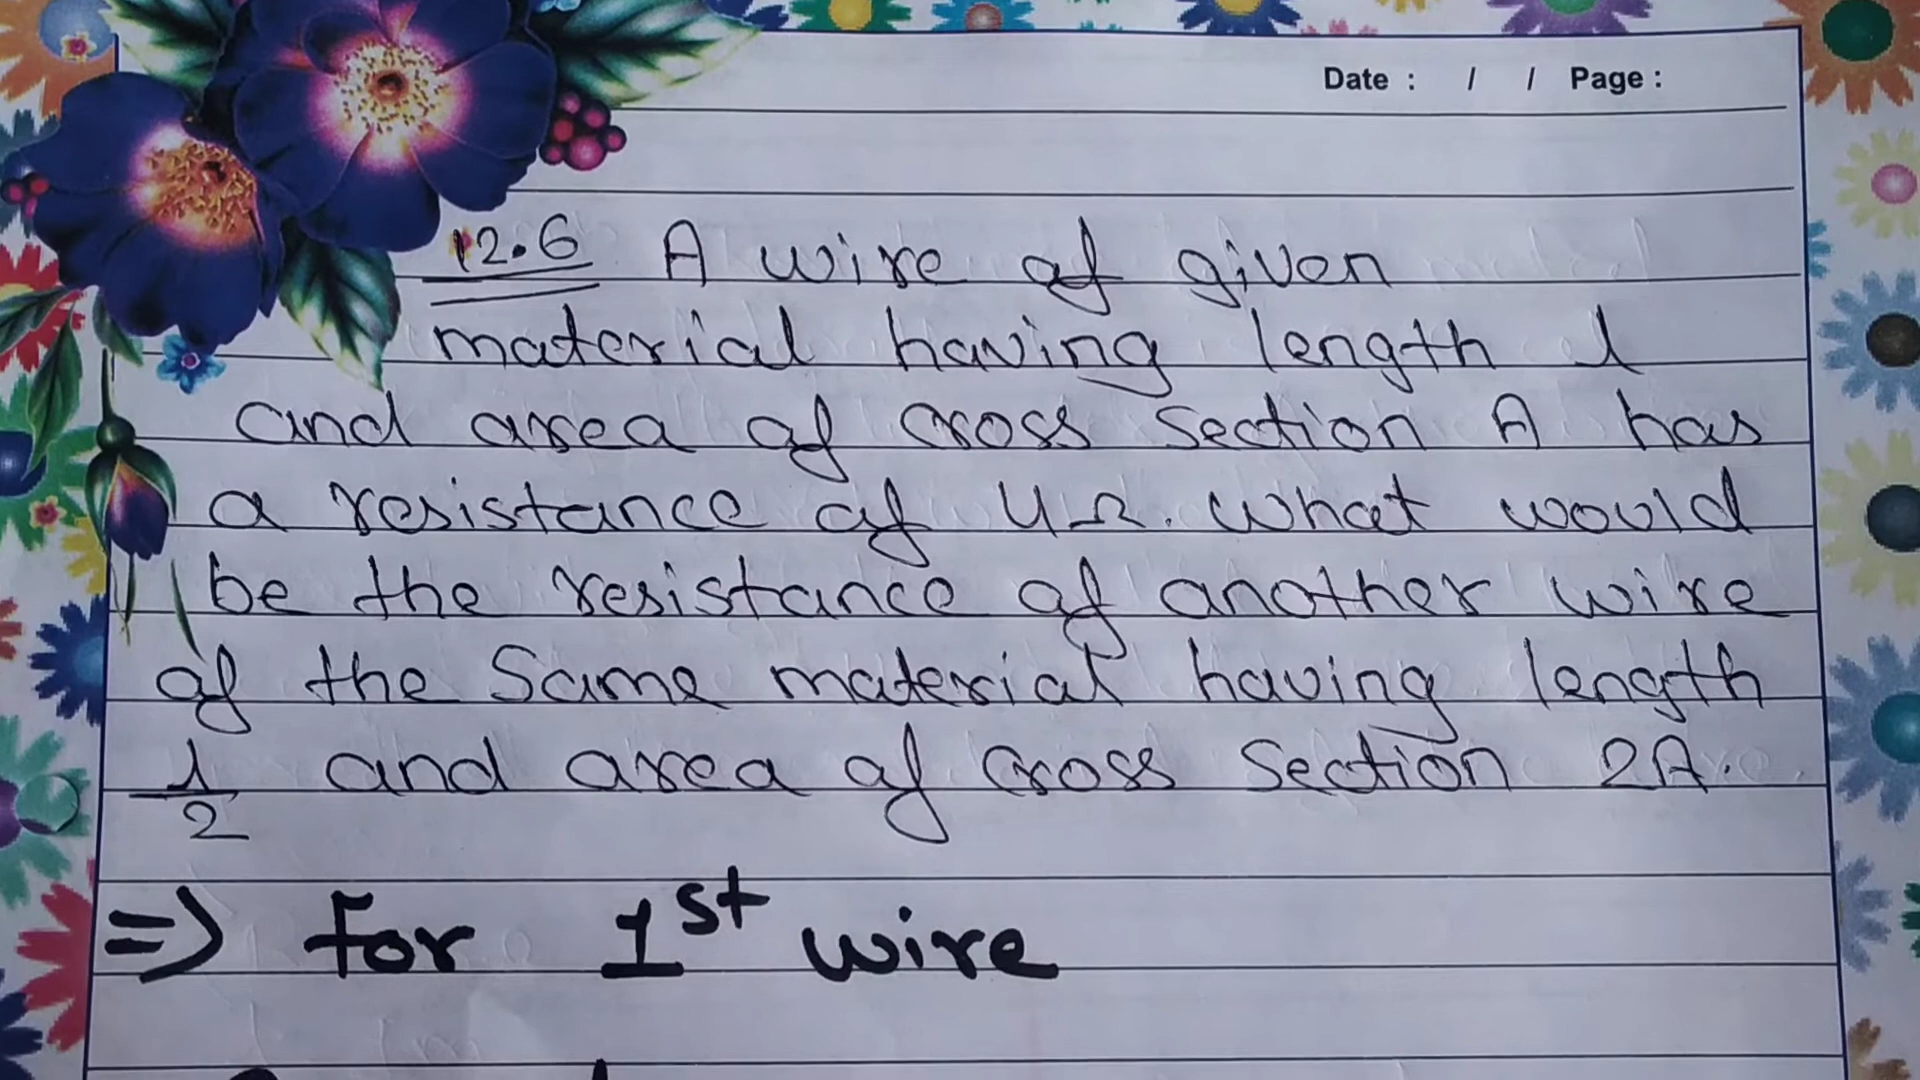 Date : / / Page :
12.6 A wire of given
material having length l
and area of cross section A has
a resistance of 4Ω. What would
be the resistance of another wire
of the same material having length
l/2 and area of cross section 2A.
=> For 1st wire